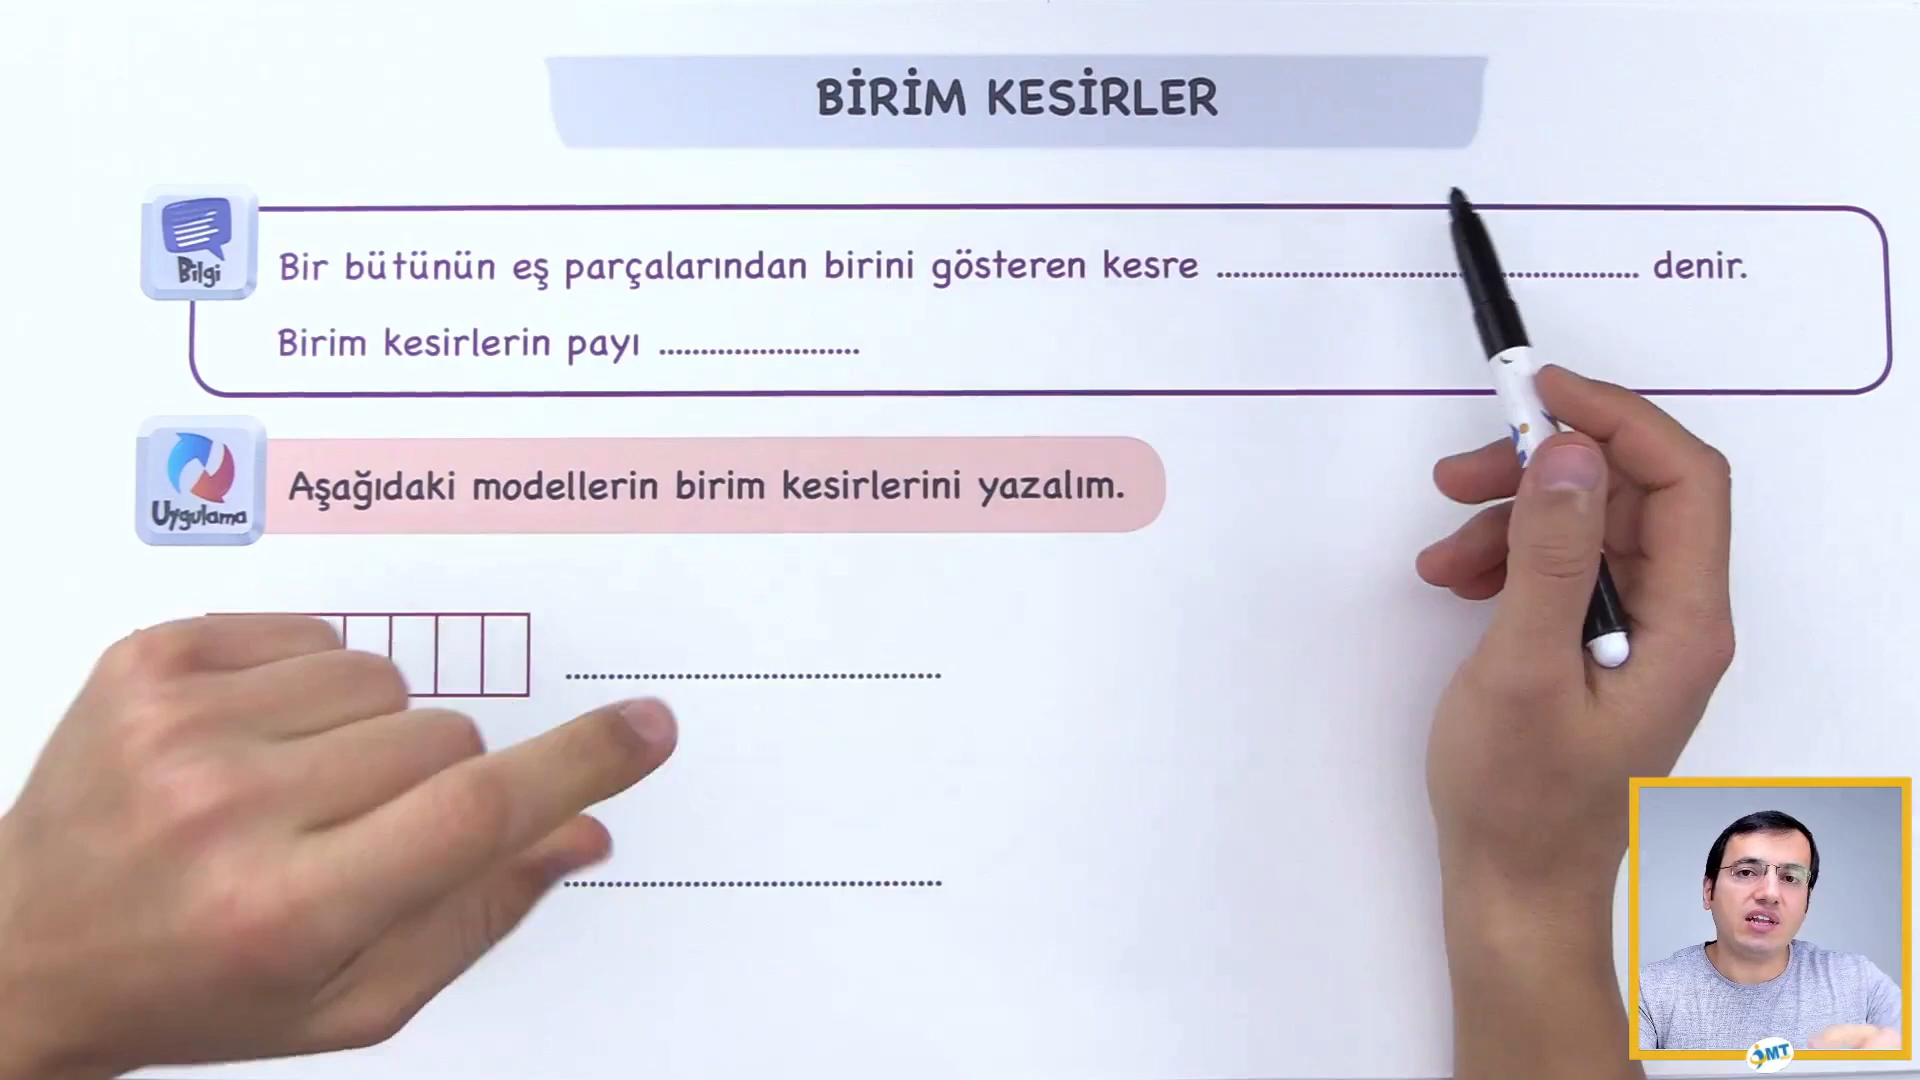 BİRİM KESİRLER
Bilgi
Bir bütünün eş parçalarından birini gösteren kesre ........................................ denir.
Birim kesirlerin payı ........................
Uygulama
Aşağıdaki modellerin birim kesirlerini yazalım.
MT